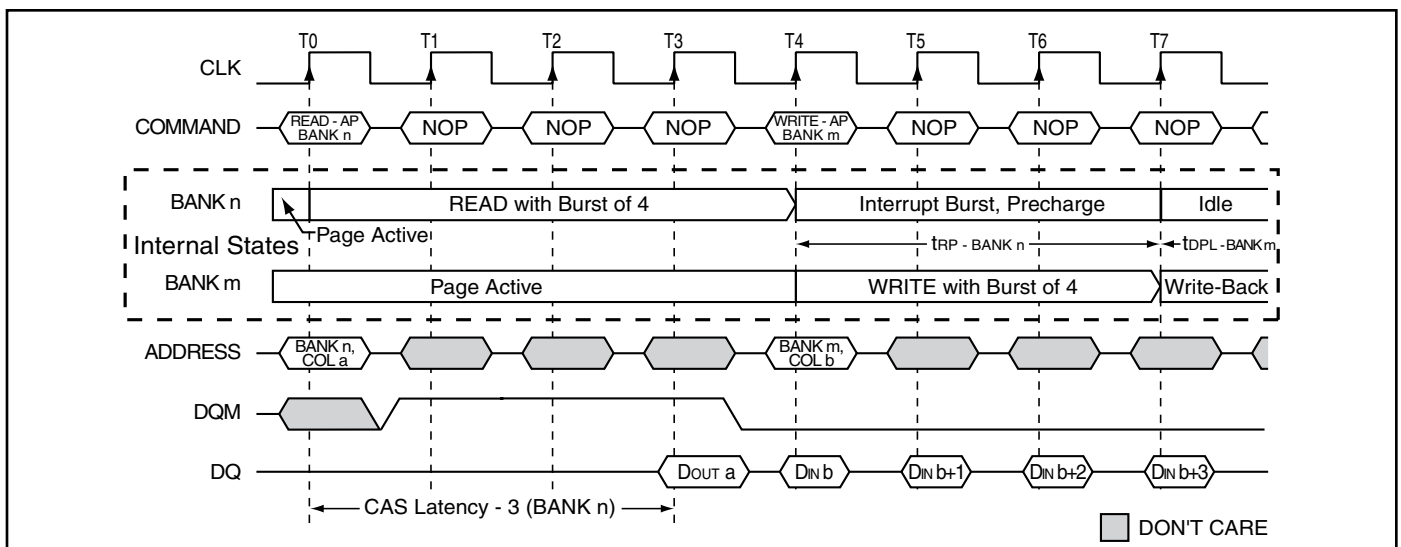 T0 T1 T2 T3 T4 T5 T6 T7
CLK
COMMAND READ - AP BANK n NOP NOP NOP WRITE - AP BANK m NOP NOP NOP
BANK n READ with Burst of 4 Interrupt Burst, Precharge Idle
Internal States Page Active tRP - BANK n tDPL - BANK m
BANK m Page Active WRITE with Burst of 4 Write-Back
ADDRESS BANK n, COL a BANK m, COL b
DQM
DQ DOUT a DIN b DIN b+1 DIN b+2 DIN b+3
CAS Latency - 3 (BANK n)
DON'T CARE